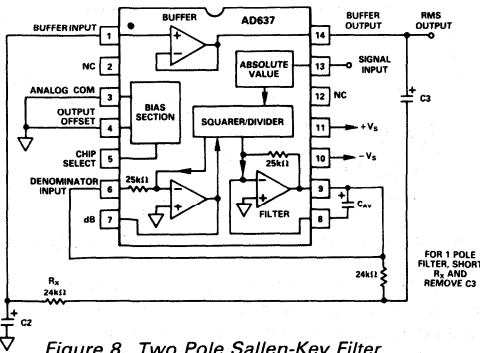 BUFFER
AD637
BUFFER
OUTPUT
RMS
OUTPUT
BUFFER INPUT
1
14
NC
2
ABSOLUTE
VALUE
13
SIGNAL
INPUT
ANALOG COM
3
12
NC
C3
OUTPUT
OFFSET
4
BIAS
SECTION
SQUARER/DIVIDER
11
+VS
CHIP
SELECT
5
10
-VS
25kΩ
25kΩ
DENOMINATOR
INPUT
6
9
dB
7
FILTER
8
CAV
FOR 1 POLE
FILTER, SHORT
RX AND
REMOVE C3
24kΩ
RX
24kΩ
C2
Figure 8. Two Pole Sallen-Key Filter